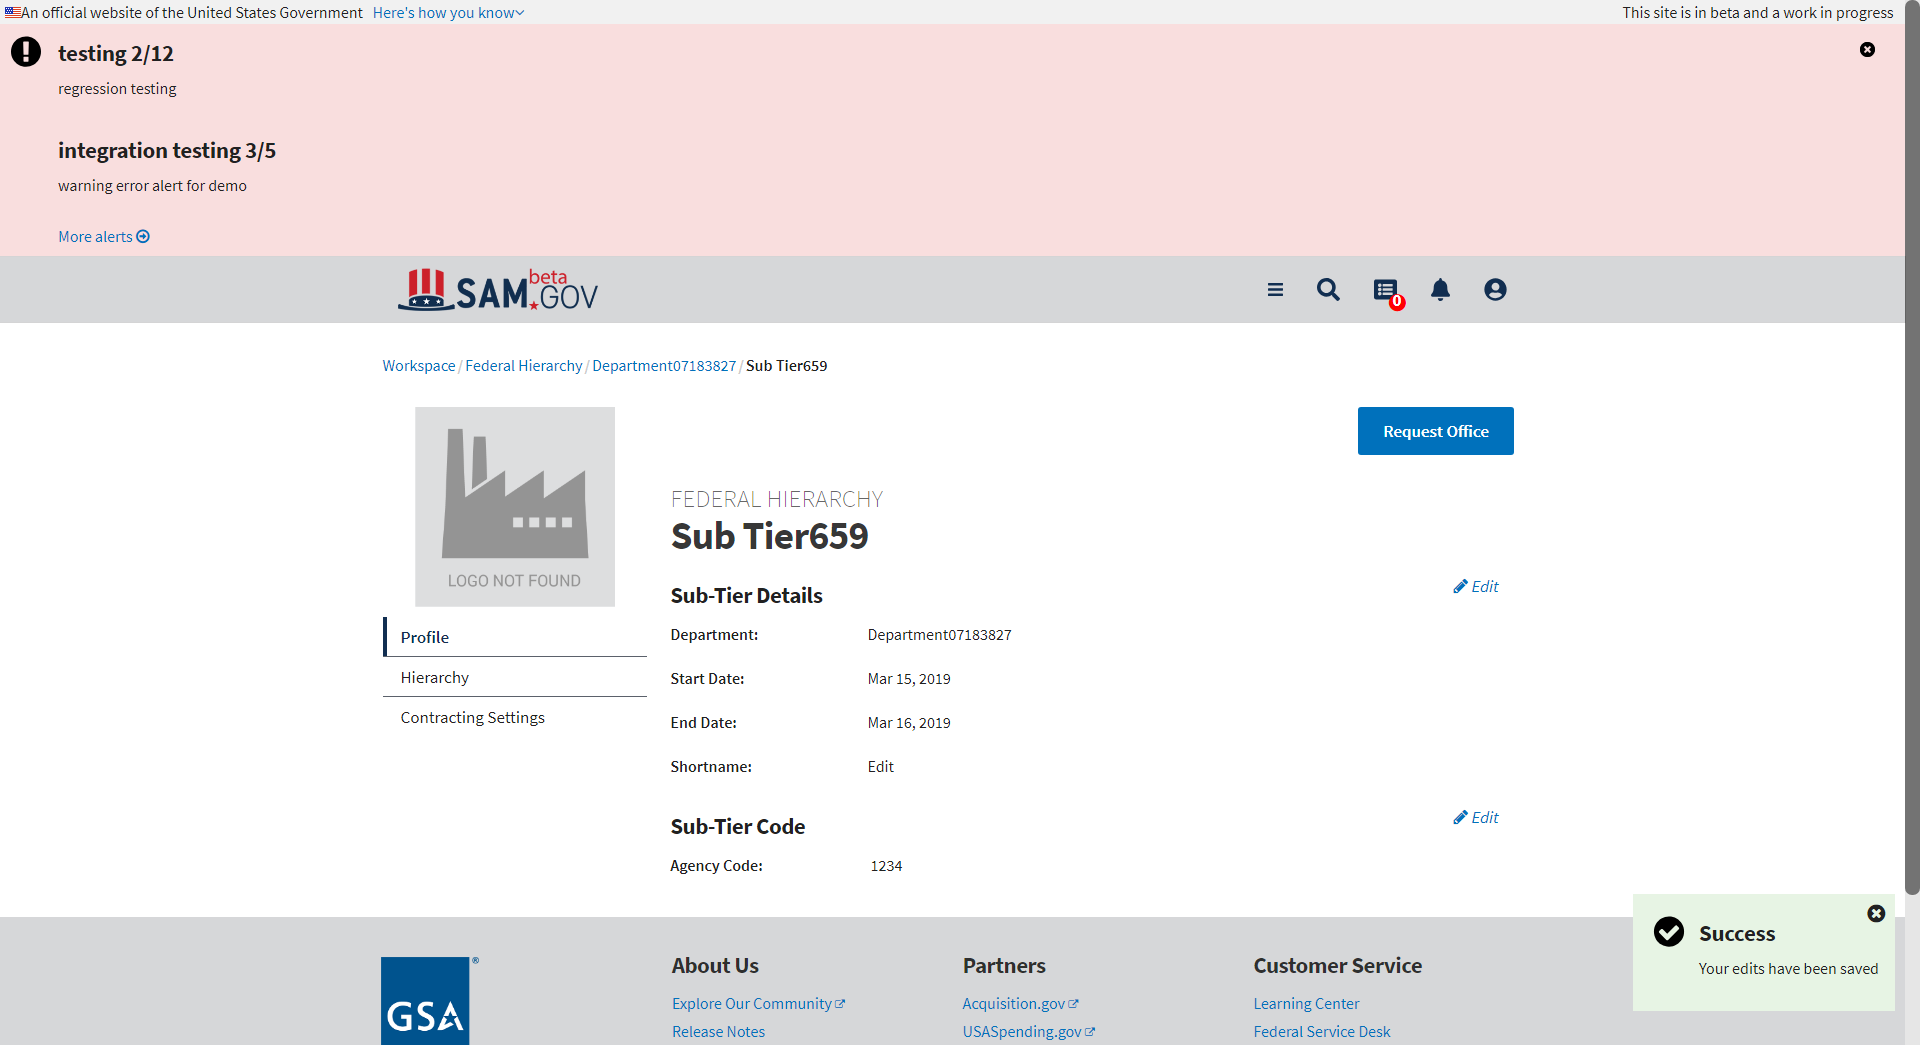 An official website of the United States Government Here's how you know
This site is in beta and a work in progress
testing 2/12
regression testing
integration testing 3/5
warning error alert for demo
More alerts
SAM beta .GOV
0
Workspace / Federal Hierarchy / Department07183827 / Sub Tier659
LOGO NOT FOUND
Profile
Hierarchy
Contracting Settings
Request Office
FEDERAL HIERARCHY
Sub Tier659
Sub-Tier Details
Edit
Department: Department07183827
Start Date: Mar 15, 2019
End Date: Mar 16, 2019
Shortname: Edit
Sub-Tier Code
Edit
Agency Code: 1234
GSA ®
About Us
Explore Our Community
Release Notes
Partners
Acquisition.gov
USASpending.gov
Customer Service
Learning Center
Federal Service Desk
Success
Your edits have been saved